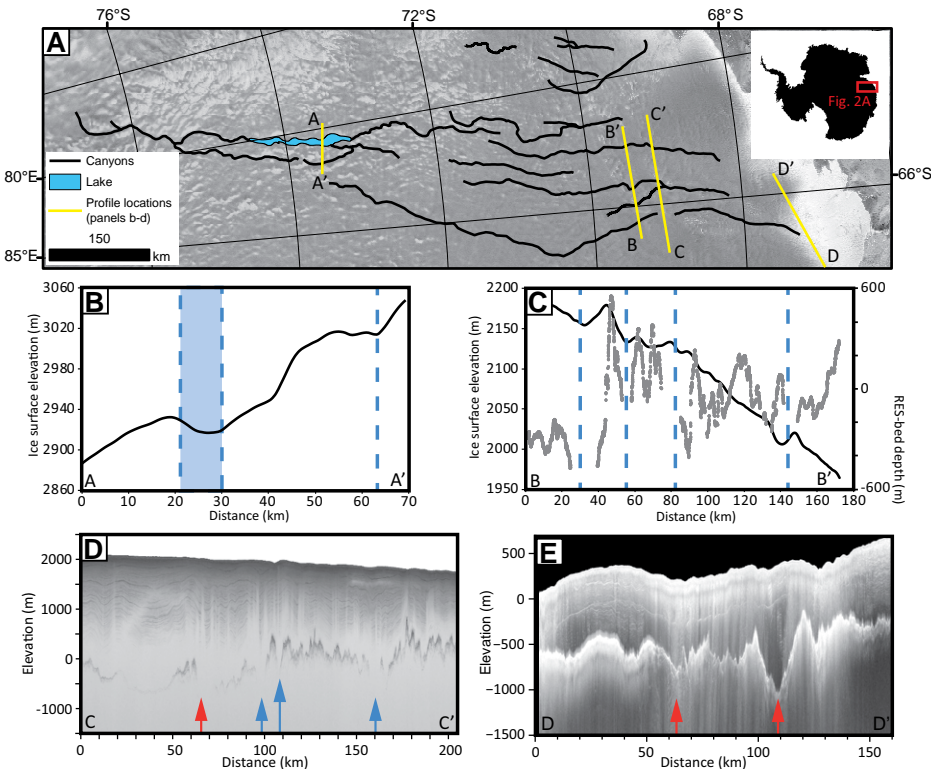 76°S 72°S 68°S
A
Fig. 2A
A
A'
B'
C'
B
C
D'
D
Canyons
Lake
Profile locations
(panels b-d)
150
km
80°E
85°E
66°S
B
Ice surface elevation (m)
3060
3020
2980
2940
2900
2860
A A'
0 10 20 30 40 50 60 70
Distance (km)
C
Ice surface elevation (m)
2200
2150
2100
2050
2000
1950
600
0
-600
RES-bed depth (m)
B B'
0 20 40 60 80 100 120 140 160 180
Distance (km)
D
Elevation (m)
2000
1000
0
-1000
C C'
0 50 100 150 200
Distance (km)
E
Elevation (m)
500
0
-500
-1000
-1500
D D'
0 50 100 150
Distance (km)